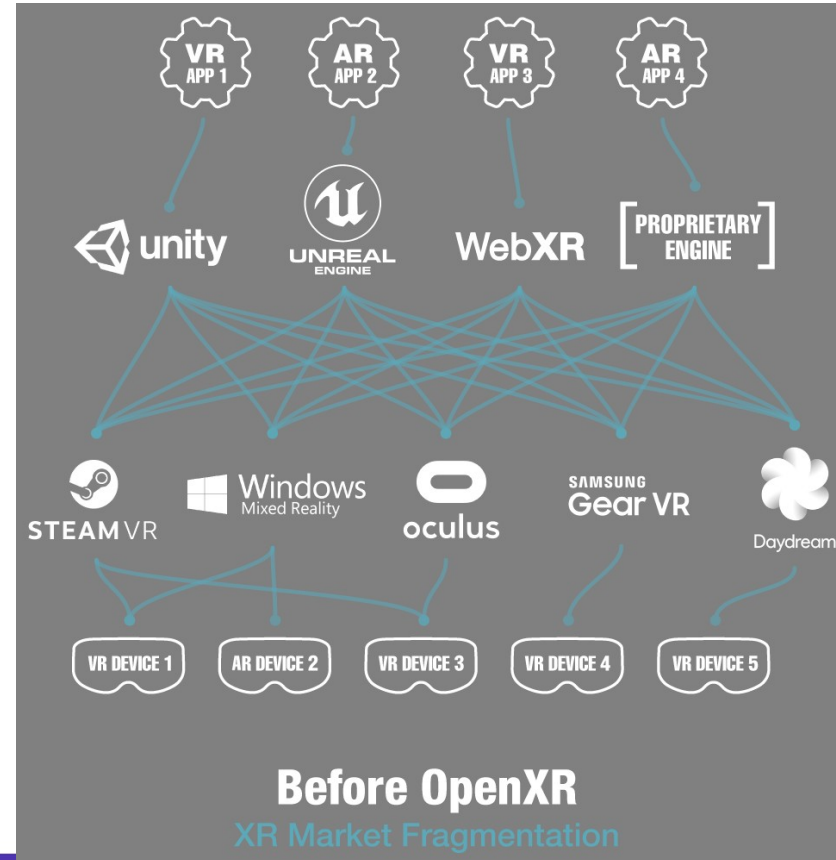 VR
APP 1
AR
APP 2
VR
APP 3
AR
APP 4
unity
UNREAL
ENGINE
WebXR
PROPRIETARY
ENGINE
STEAMVR
Windows
Mixed Reality
oculus
SAMSUNG
Gear VR
Daydream
VR DEVICE 1
AR DEVICE 2
VR DEVICE 3
VR DEVICE 4
VR DEVICE 5
Before OpenXR
XR Market Fragmentation